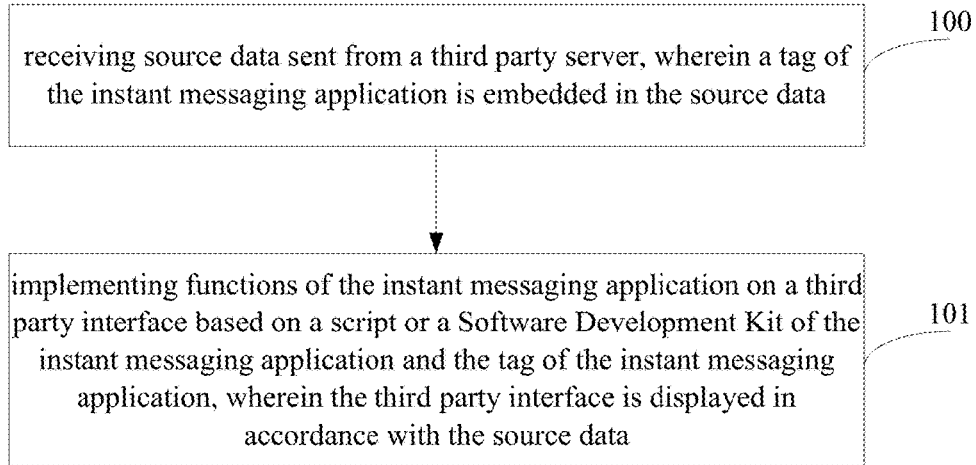 receiving source data sent from a third party server, wherein a tag of
the instant messaging application is embedded in the source data
100
implementing functions of the instant messaging application on a third
party interface based on a script or a Software Development Kit of the
instant messaging application and the tag of the instant messaging
application, wherein the third party interface is displayed in
accordance with the source data
101